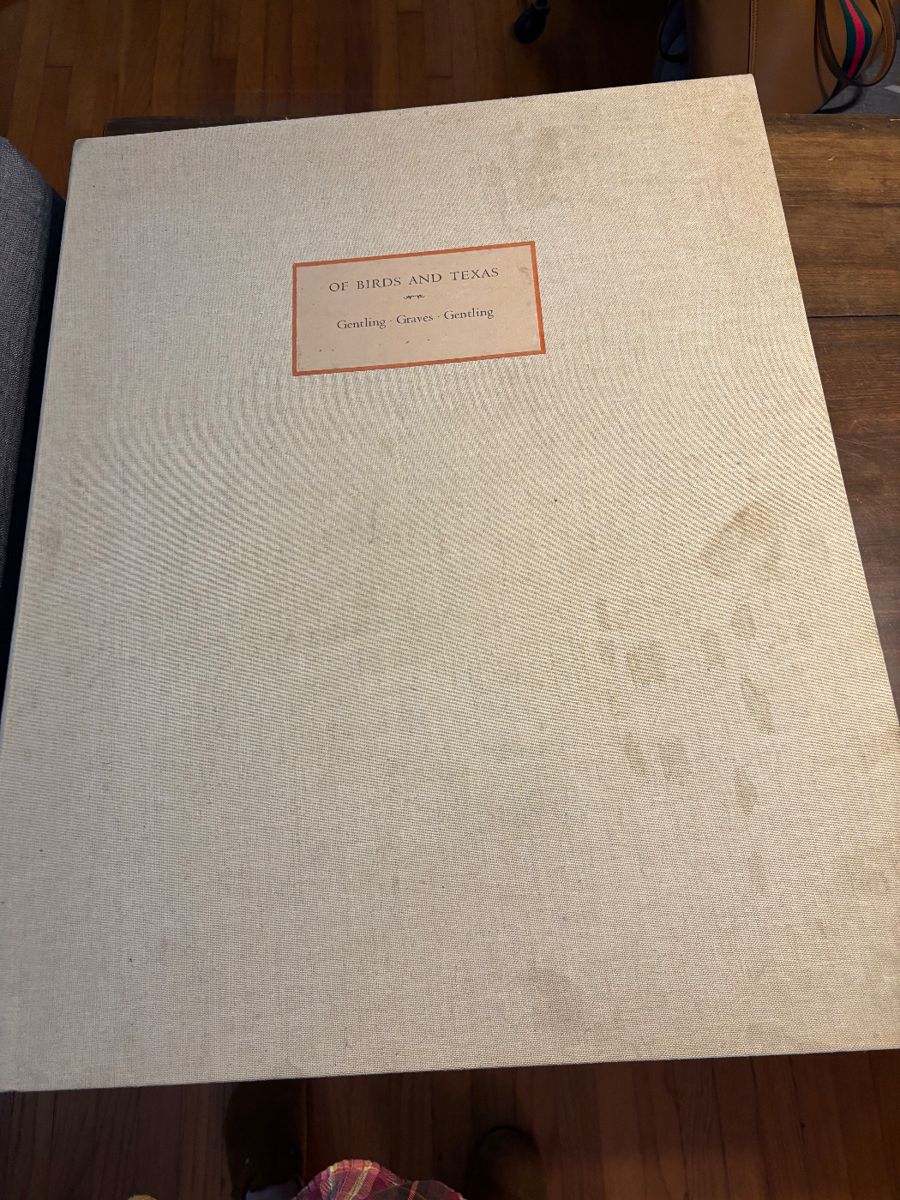 OF BIRDS AND TEXAS
Gentling · Graves · Gentling